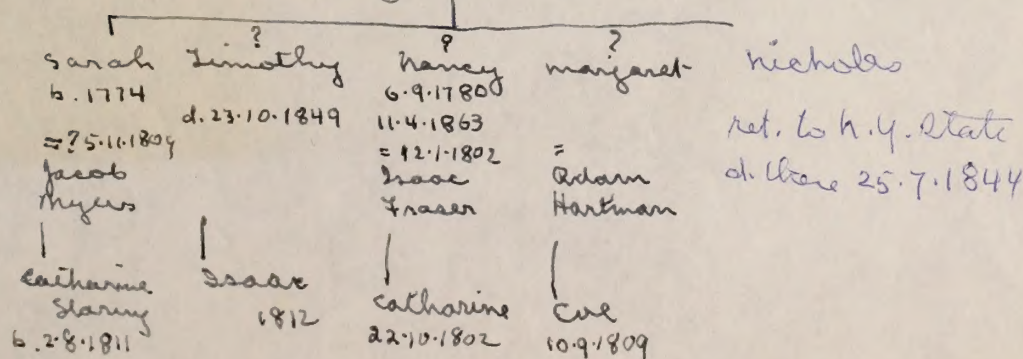 ? ? ?
Sarah Timothy Nancy Margaret Nicholas
b. 1774 6.9.1780
d. 23.10.1849 11.4.1863 ret. to N.Y. State
=? 5.11.1809 = 12.1.1802 = d. there 25.7.1844
Jacob Isaac Adam
Myers Fraser Hartman
Catharine Isaac Catharine
Staring 1812 22.10.1802 10.9.1809
b. 2.8.1811